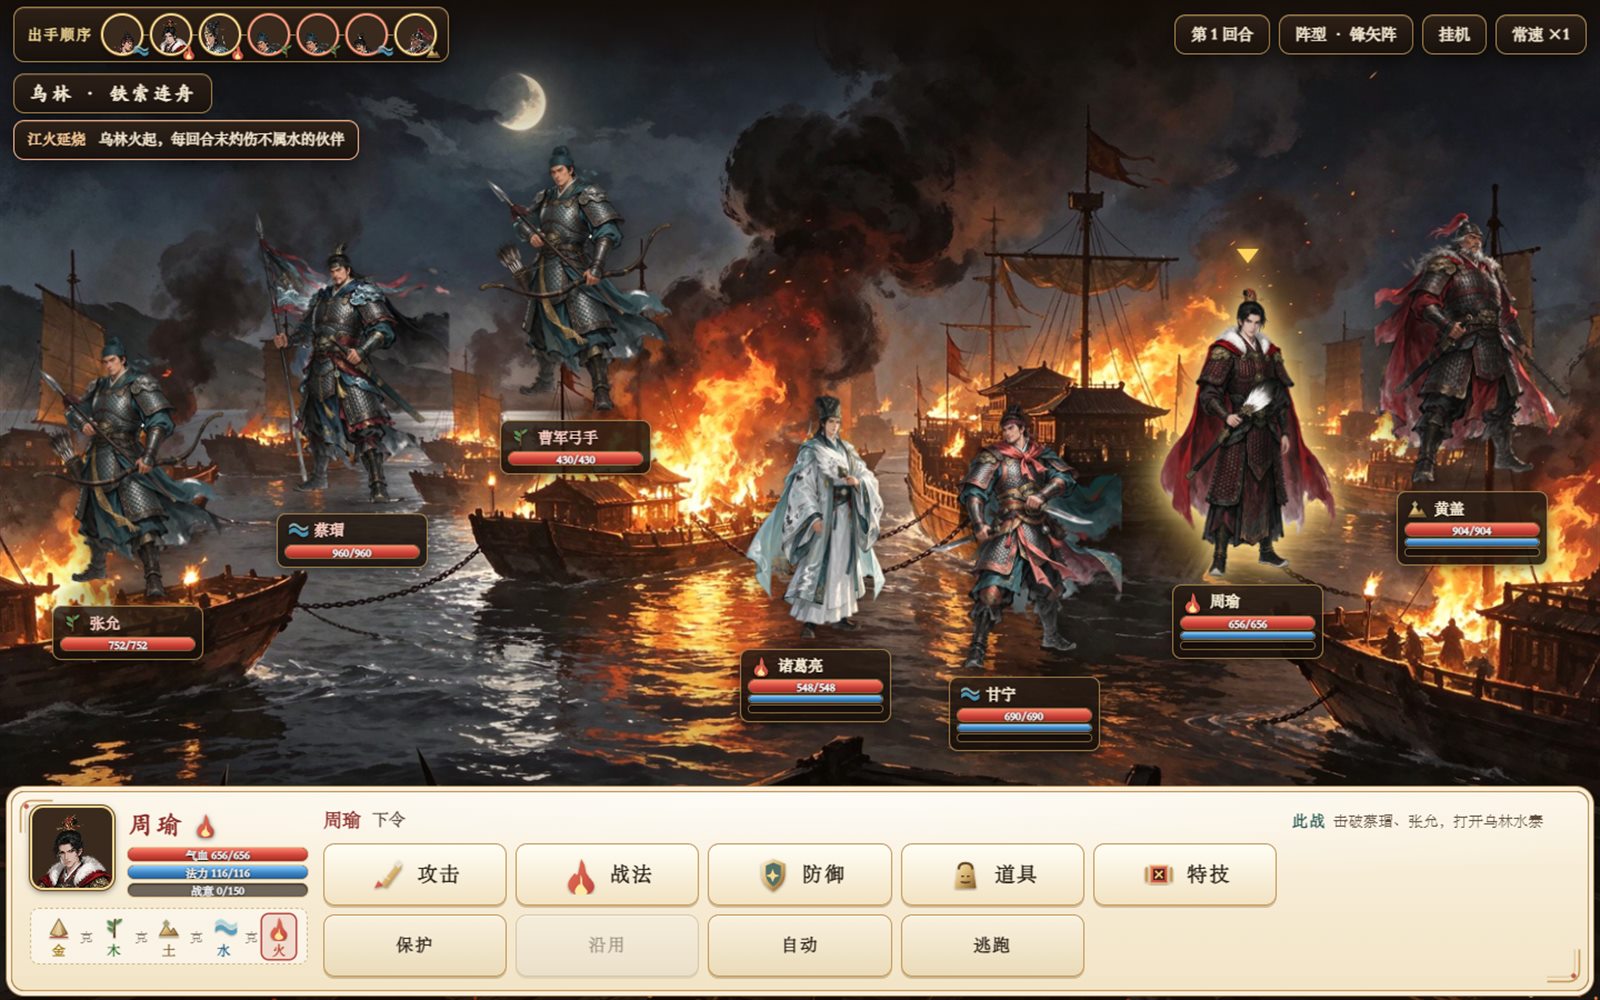 出手顺序
第1回合
阵型 · 锋矢阵
挂机
常速 ×1
乌林 · 铁索连舟
江火延烧 乌林火起，每回合末灼伤不属水的伙伴
曹军弓手
430/430
蔡瑁
960/960
张允
752/752
诸葛亮
548/548
甘宁
690/690
周瑜
656/656
黄盖
904/904
周瑜
气血 656/656
法力 116/116
战意 0/150
金 克 木 克 土 克 水 克 火
周瑜 下令
此战 击破蔡瑁、张允，打开乌林水寨
攻击
战法
防御
道具
特技
保护
沿用
自动
逃跑